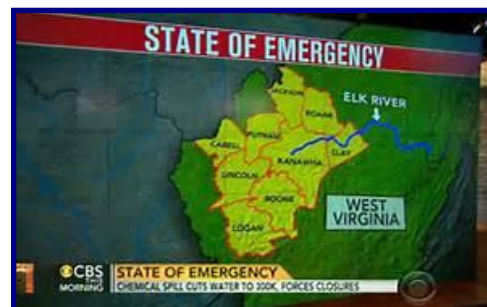 STATE OF EMERGENCY
JACKSON
ROANE
ELK RIVER
PUTNAM
CABELL
CLAY
KANAWHA
LINCOLN
BOONE
WEST
VIRGINIA
LOGAN
CBS
THIS
MORNING
STATE OF EMERGENCY
CHEMICAL SPILL CUTS WATER TO 300K, FORCES CLOSURES